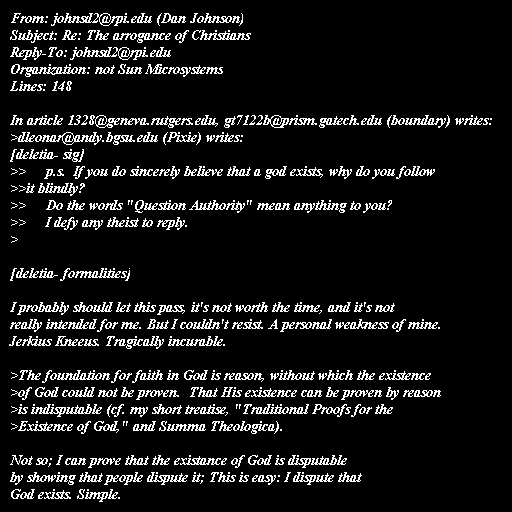 From: johnsd2@rpi.edu (Dan Johnson)
Subject: Re: The arrogance of Christians
Reply-To: johnsd2@rpi.edu
Organization: not Sun Microsystems
Lines: 148

In article 1328@geneva.rutgers.edu, gt7122b@prism.gatech.edu (boundary) writes:
>dleonar@andy.bgsu.edu (Pixie) writes:
[deletia- sig]
>>     p.s.  If you do sincerely believe that a god exists, why do you follow
>>it blindly?
>>     Do the words "Question Authority" mean anything to you?
>>     I defy any theist to reply.
>

[deletia- formalities]

I probably should let this pass, it's not worth the time, and it's not
really intended for me. But I couldn't resist. A personal weakness of mine.
Jerkius Kneeus. Tragically incurable.

>The foundation for faith in God is reason, without which the existence
>of God could not be proven.  That His existence can be proven by reason
>is indisputable (cf. my short treatise, "Traditional Proofs for the
>Existence of God," and Summa Theologica).

Not so; I can prove that the existance of God is disputable
by showing that people dispute it; This is easy: I dispute that
God exists. Simple.